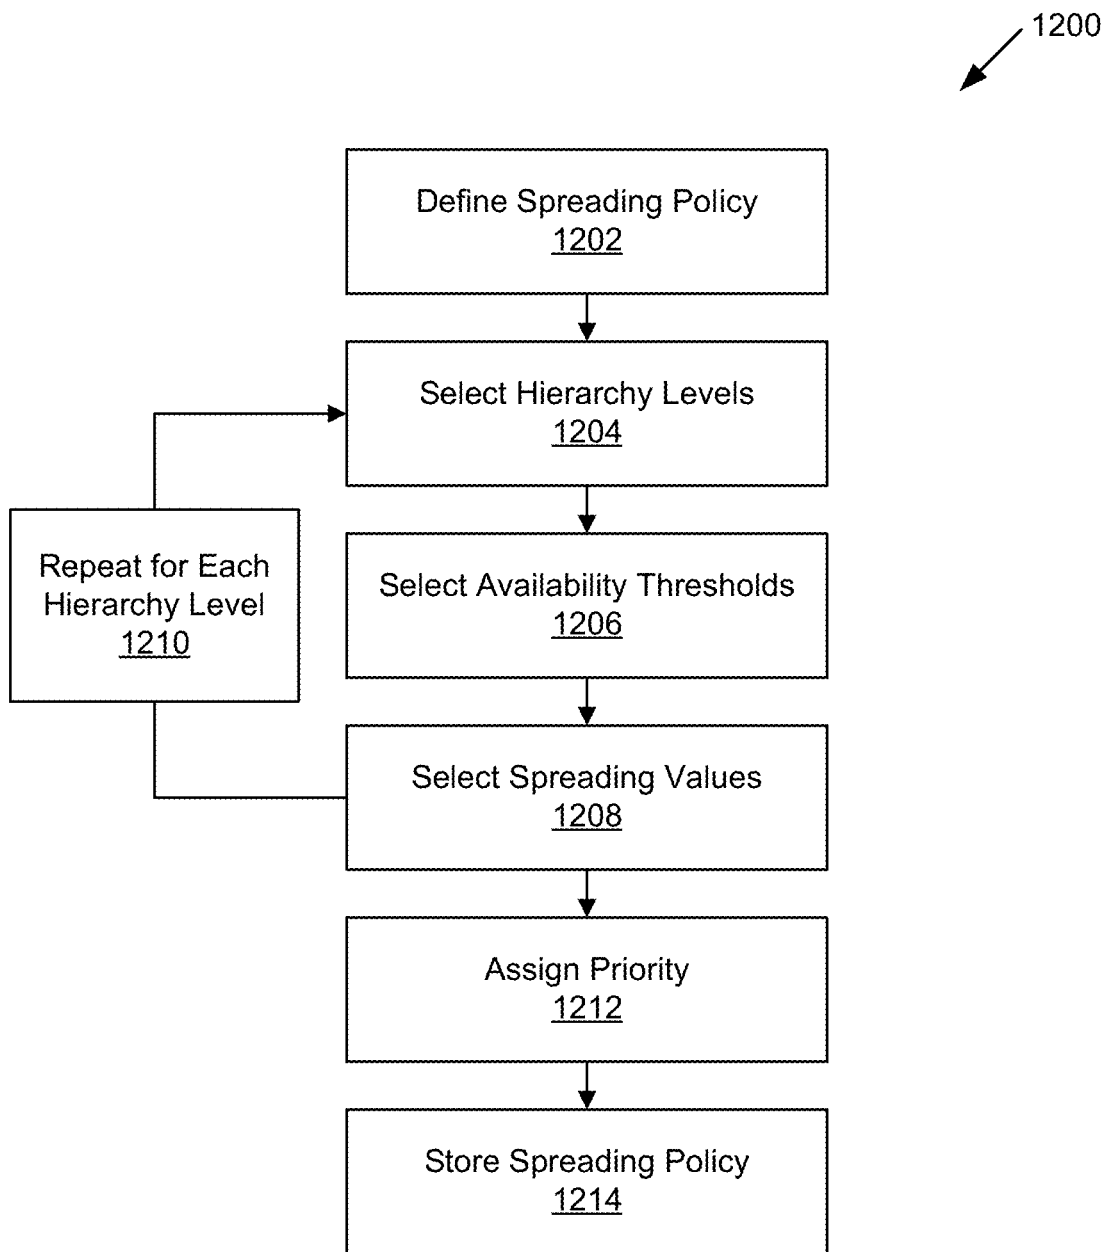 1200
Define Spreading Policy
1202
Select Hierarchy Levels
1204
Repeat for Each
Hierarchy Level
1210
Select Availability Thresholds
1206
Select Spreading Values
1208
Assign Priority
1212
Store Spreading Policy
1214